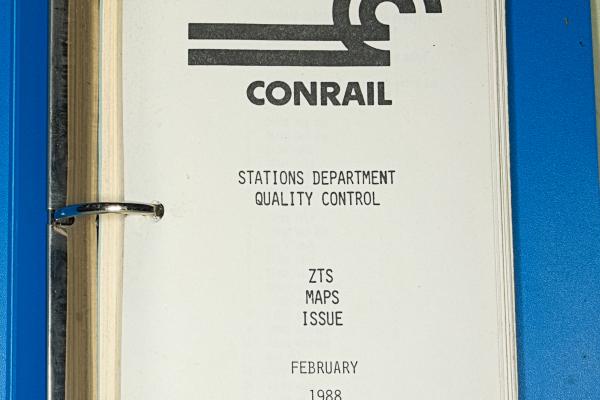 CONRAIL
STATIONS DEPARTMENT
QUALITY CONTROL
ZTS
MAPS
ISSUE
FEBRUARY
1988